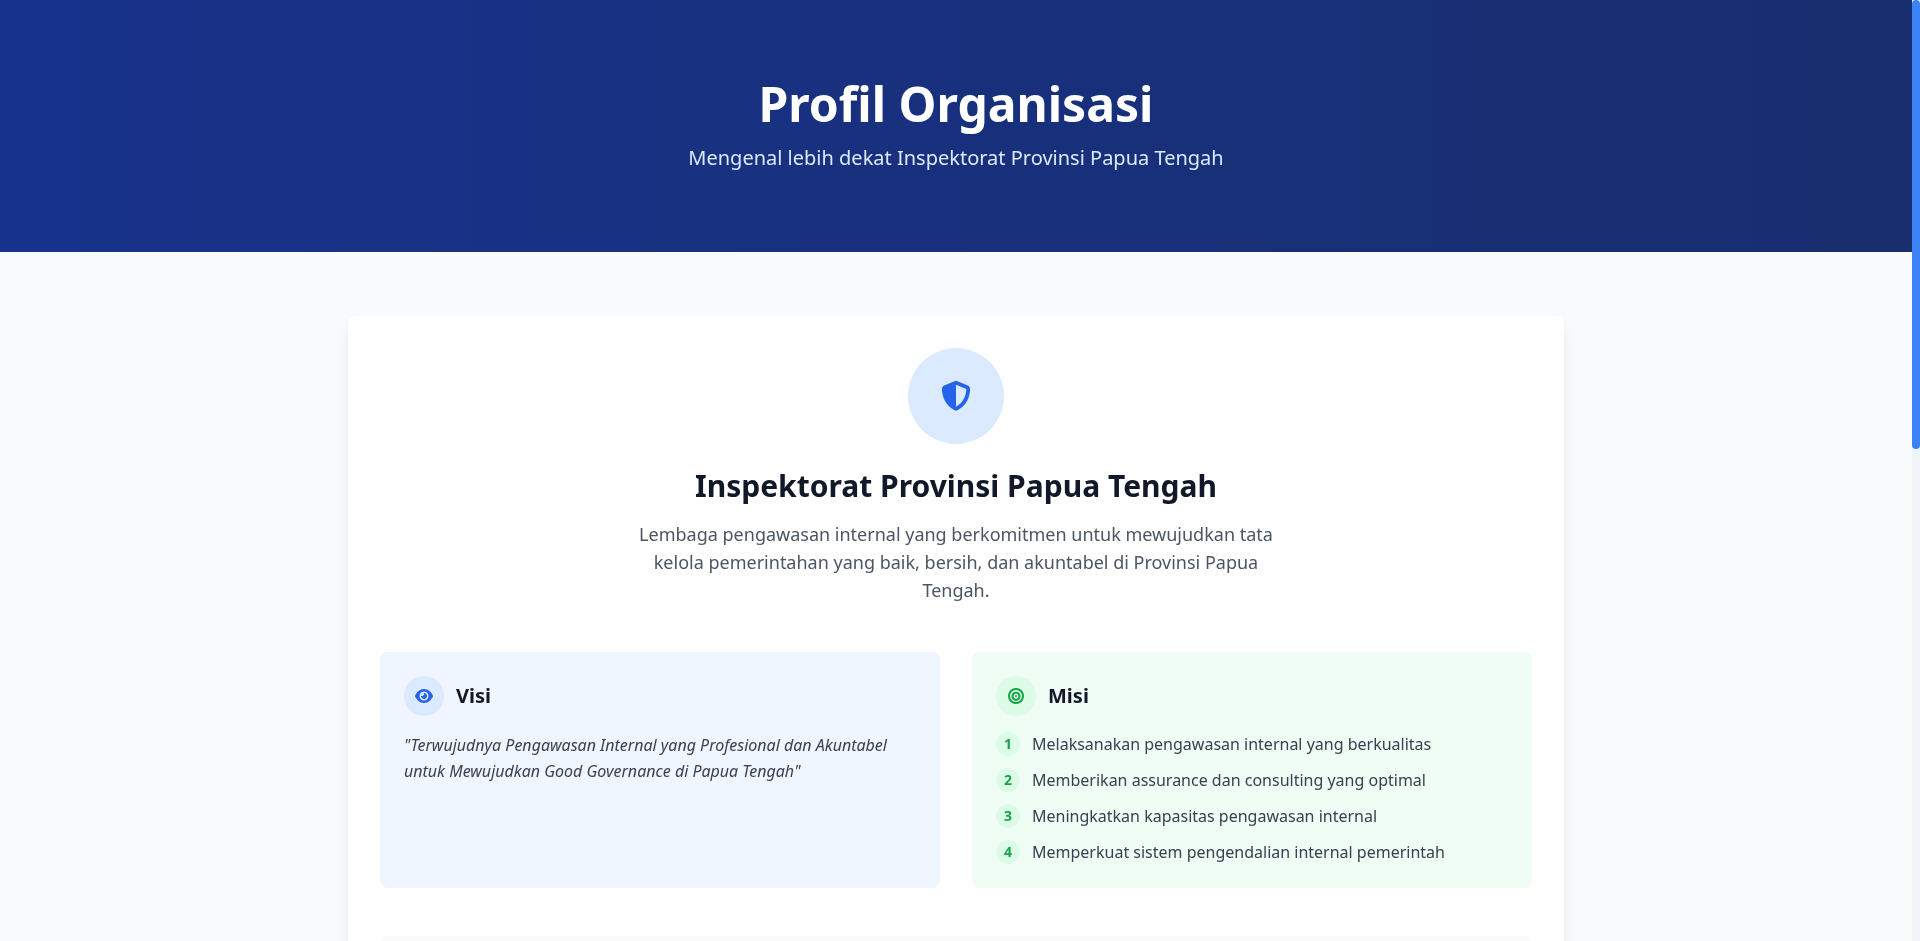 Profil Organisasi
Mengenal lebih dekat Inspektorat Provinsi Papua Tengah
Inspektorat Provinsi Papua Tengah
Lembaga pengawasan internal yang berkomitmen untuk mewujudkan tata
kelola pemerintahan yang baik, bersih, dan akuntabel di Provinsi Papua
Tengah.
Visi
"Terwujudnya Pengawasan Internal yang Profesional dan Akuntabel
untuk Mewujudkan Good Governance di Papua Tengah"
Misi
1 Melaksanakan pengawasan internal yang berkualitas
2 Memberikan assurance dan consulting yang optimal
3 Meningkatkan kapasitas pengawasan internal
4 Memperkuat sistem pengendalian internal pemerintah